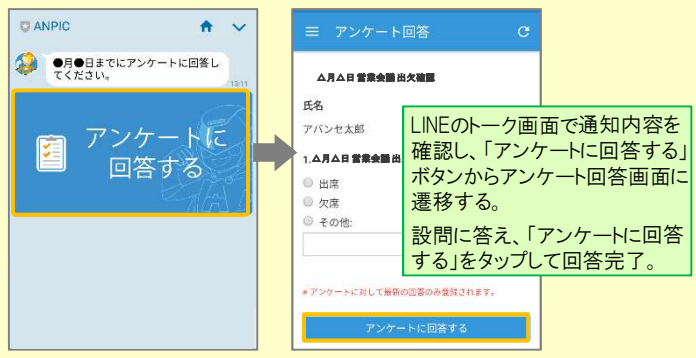 ANPIC
●月●日までにアンケートに回答し
てください。
13:11
アンケートに
回答する
アンケート回答
△月△日 営業会議 出欠確認
氏名
アバンセ太郎
1.△月△日 営業会議 出
出席
欠席
その他:
* アンケートに対して最新の回答のみ登録されます。
アンケートに回答する
LINEのトーク画面で通知内容を
確認し、「アンケートに回答する」
ボタンからアンケート回答画面に
遷移する。
設問に答え、「アンケートに回答
する」をタップして回答完了。